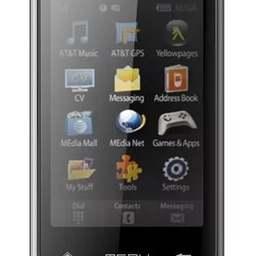 AT&T Music AT&T GPS Yellowpages
CV
CV Messaging Address Book
MEdia Mall MEdia Net Games & Apps
My Stuff Tools Settings
Dial Contacts Messaging